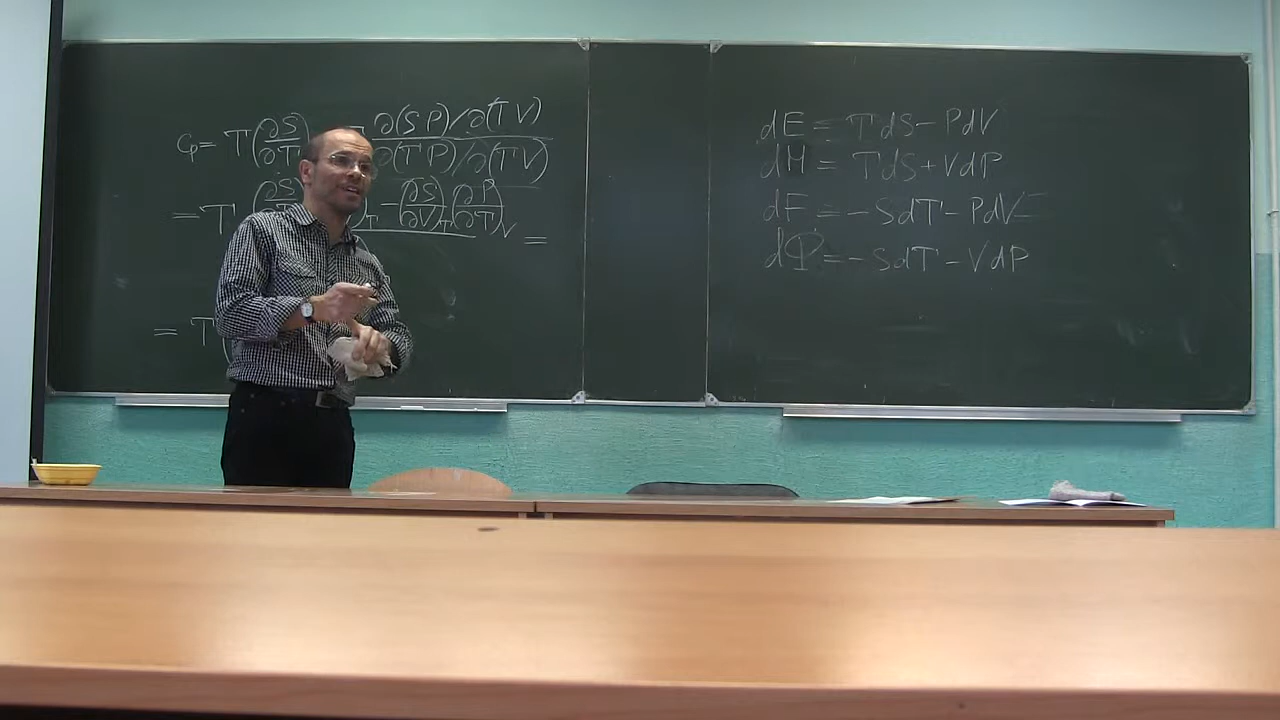 Cp = T(∂S/∂T) ∂(S P)/∂(T V) / ∂(T P)/∂(T V)
= T (∂S/ T - (∂S/∂V)T (∂P/∂T)V =
= T
dE = TdS - PdV
dH = TdS + VdP
dF = - SdT - PdV =
dΦ = - SdT - VdP